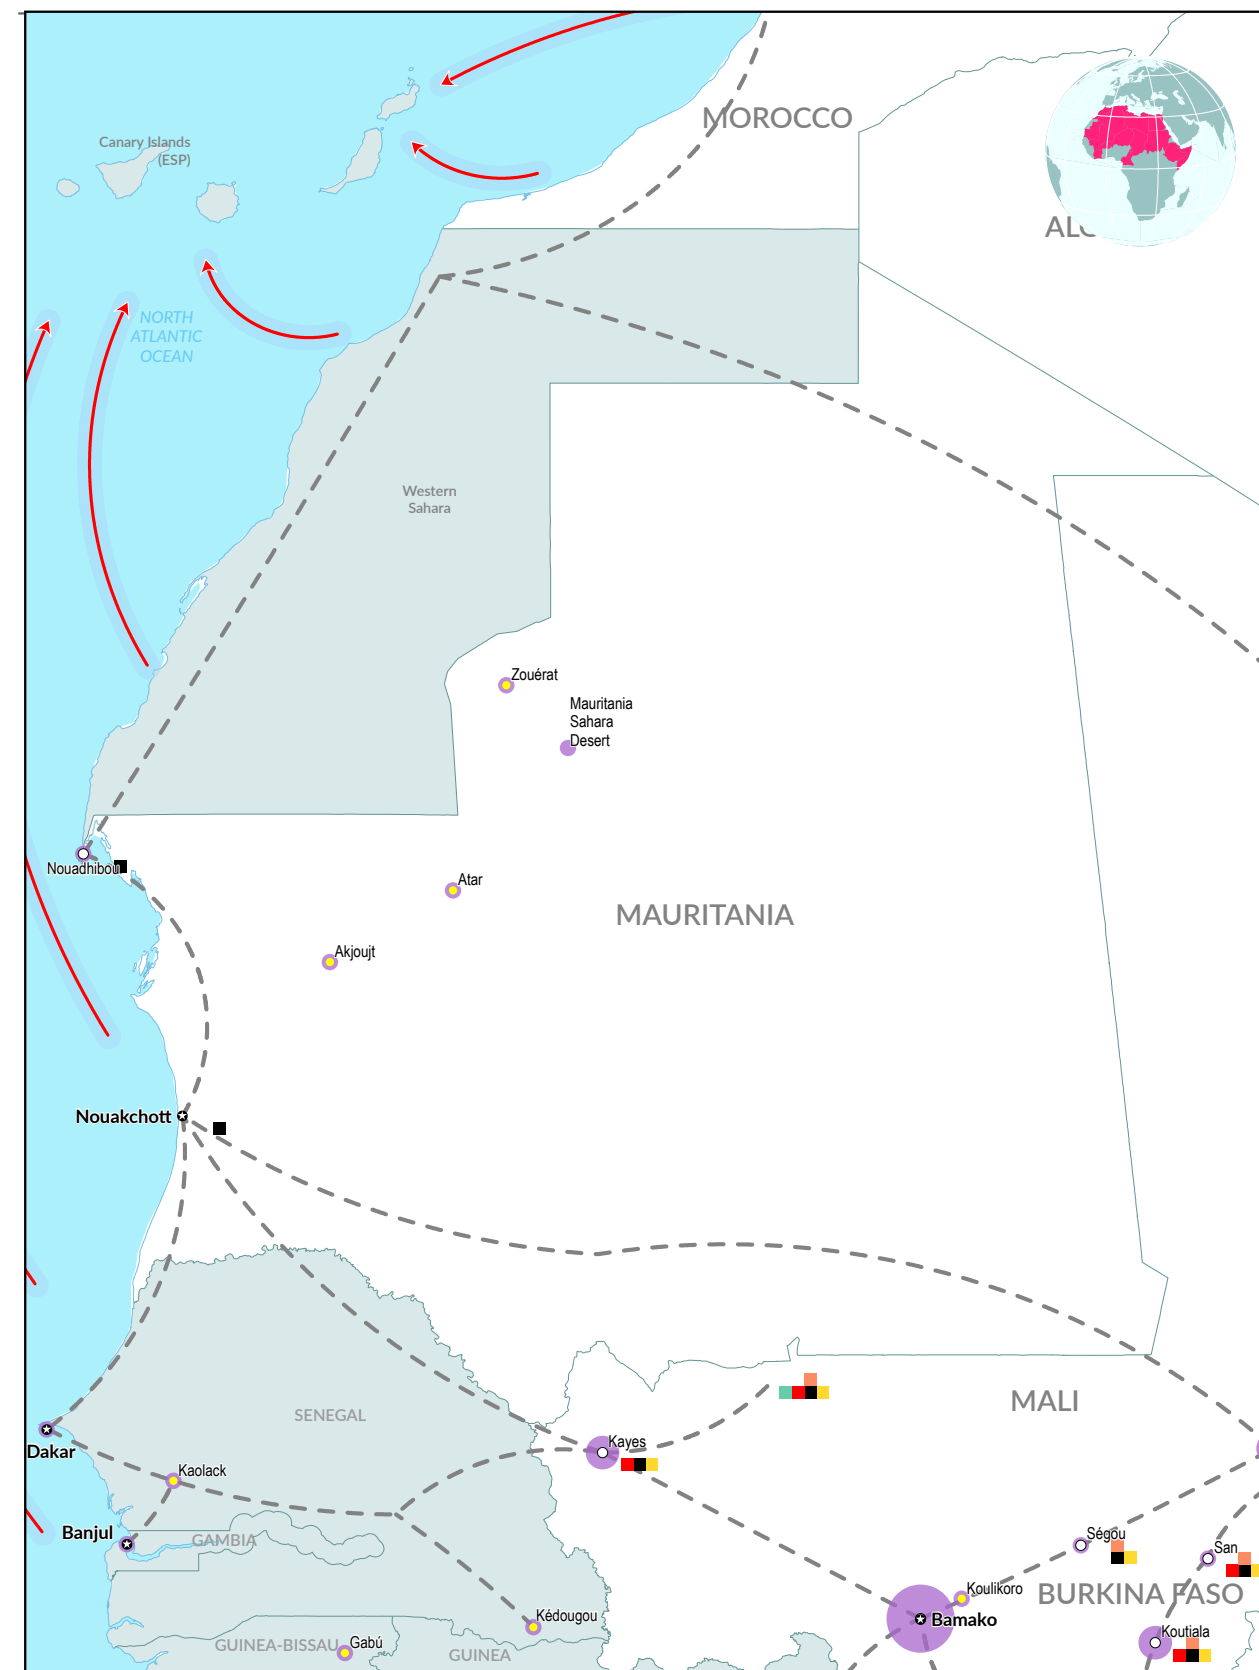 MOROCCO
Canary Islands
(ESP)
ALG
NORTH
ATLANTIC
OCEAN
Western
Sahara
Zouérat
Mauritania
Sahara
Desert
Nouadhibou
Atar
MAURITANIA
Akjoujt
Nouakchott
MALI
SENEGAL
Kayes
Dakar
Kaolack
Banjul
GAMBIA
Ségou
San
Koulikoro
BURKINA FASO
Kédougou
Bamako
Koutiala
GUINEA-BISSAU
Gabú
GUINEA